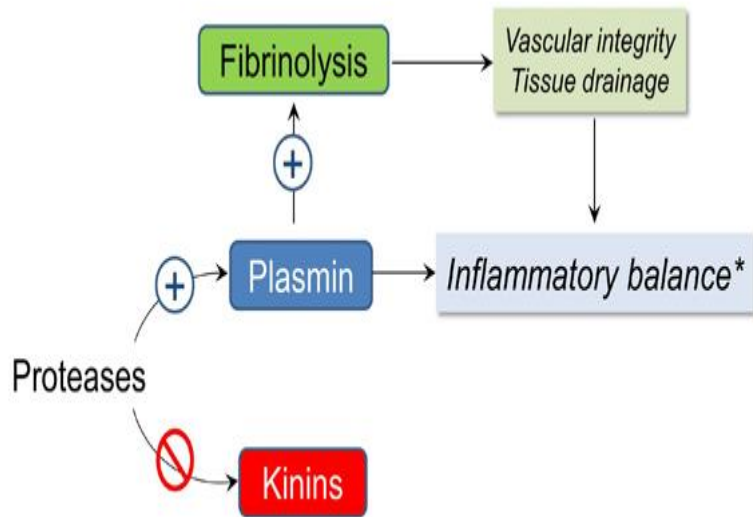 Fibrinolysis
Vascular integrity
Tissue drainage
+
+
Plasmin
Inflammatory balance*
Proteases
Kinins